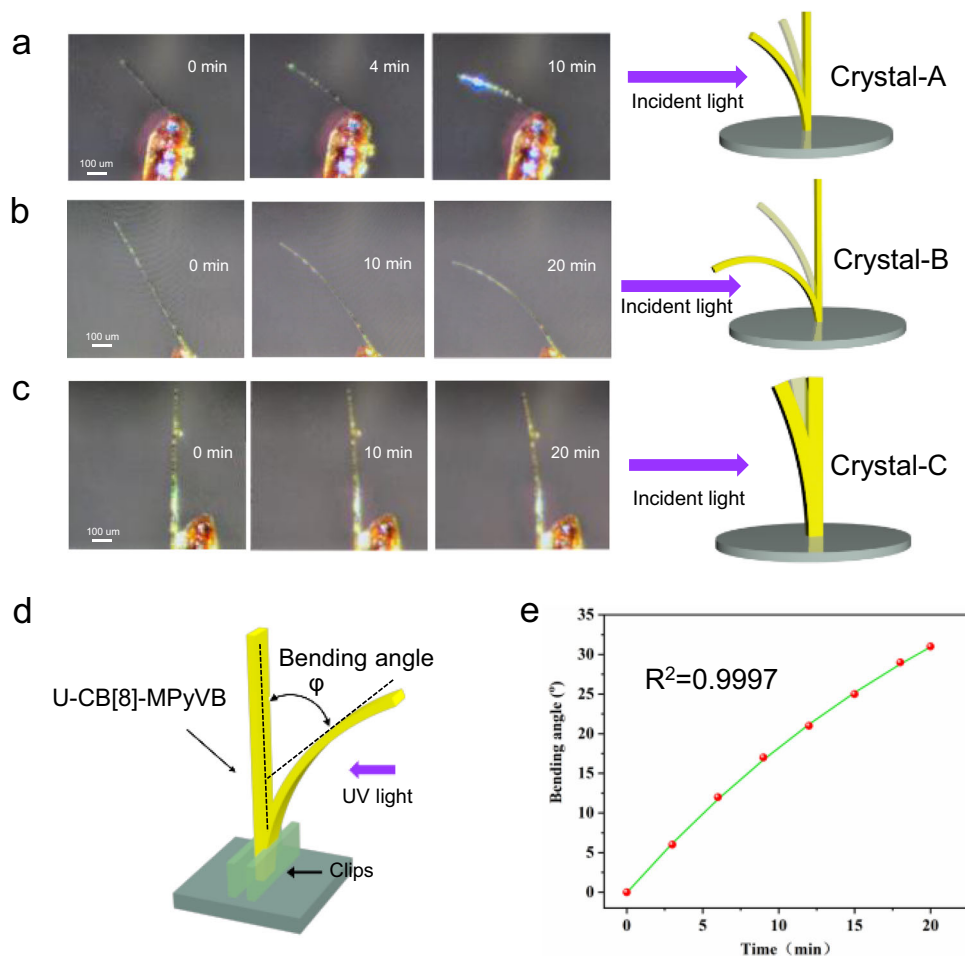 a
0 min
4 min
10 min
100 um
Incident light
Crystal-A
b
0 min
10 min
20 min
100 um
Incident light
Crystal-B
c
0 min
10 min
20 min
100 um
Incident light
Crystal-C
d
U-CB[8]-MPyVB
Bending angle
φ
UV light
Clips
e
R²=0.9997
Bending angle (°)
35
30
25
20
15
10
5
0
0 5 10 15 20
Time（min）